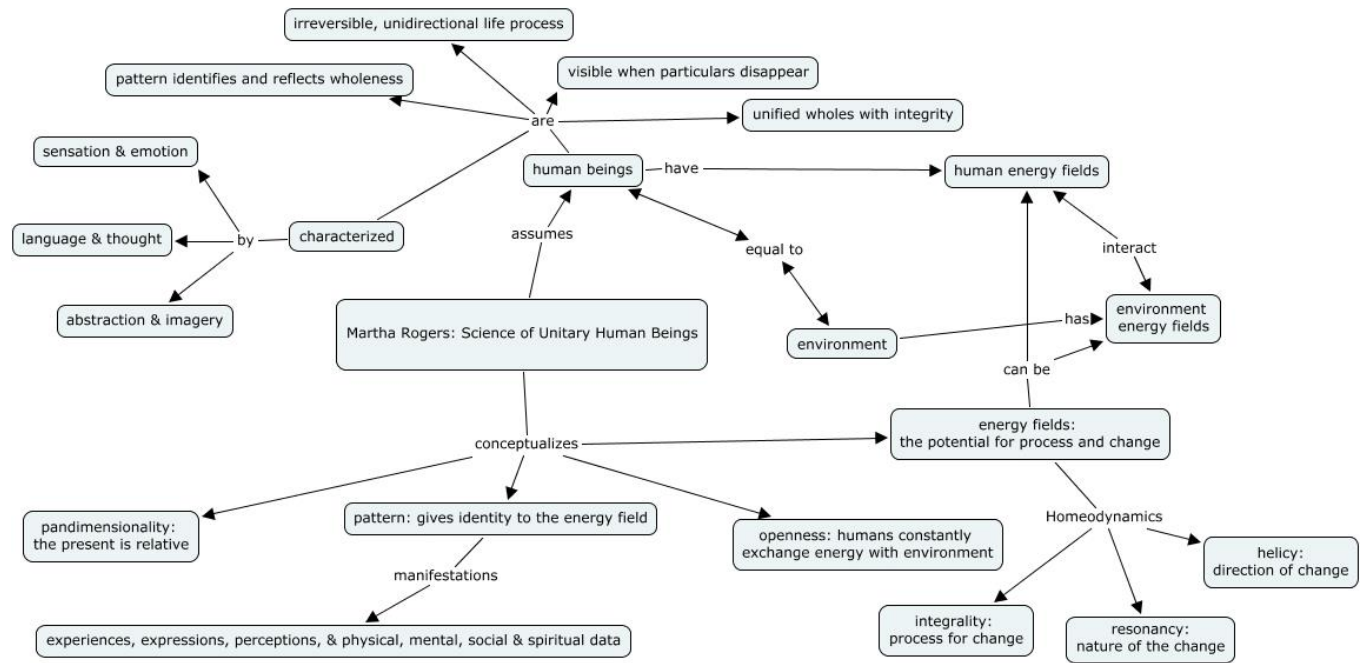 irreversible, unidirectional life process
pattern identifies and reflects wholeness
visible when particulars disappear
are
unified wholes with integrity
sensation & emotion
human beings
have
human energy fields
language & thought
by
characterized
assumes
equal to
interact
abstraction & imagery
Martha Rogers: Science of Unitary Human Beings
environment
has
environment
energy fields
can be
energy fields:
the potential for process and change
conceptualizes
pandimensionality:
the present is relative
pattern: gives identity to the energy field
openness: humans constantly
exchange energy with environment
Homeodynamics
helicy:
direction of change
manifestations
integrality:
process for change
resonancy:
nature of the change
experiences, expressions, perceptions, & physical, mental, social & spiritual data